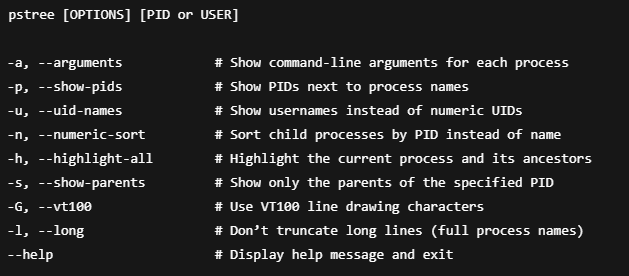 pstree [OPTIONS] [PID or USER]
-a, --arguments # Show command-line arguments for each process
-p, --show-pids # Show PIDs next to process names
-u, --uid-names # Show usernames instead of numeric UIDs
-n, --numeric-sort # Sort child processes by PID instead of name
-h, --highlight-all # Highlight the current process and its ancestors
-s, --show-parents # Show only the parents of the specified PID
-G, --vt100 # Use VT100 line drawing characters
-l, --long # Don’t truncate long lines (full process names)
--help # Display help message and exit